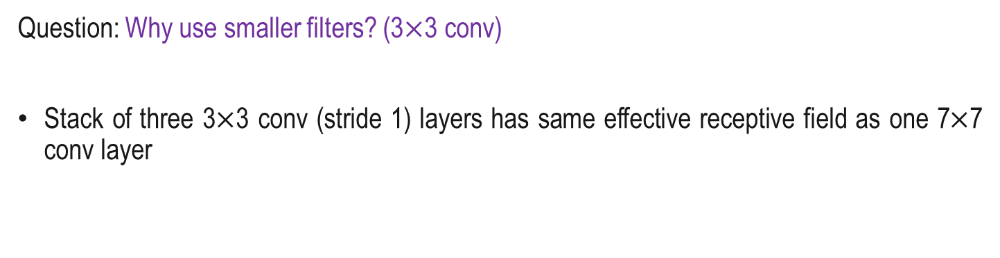 Question: Why use smaller filters? (3×3 conv)
• Stack of three 3×3 conv (stride 1) layers has same effective receptive field as one 7×7
conv layer